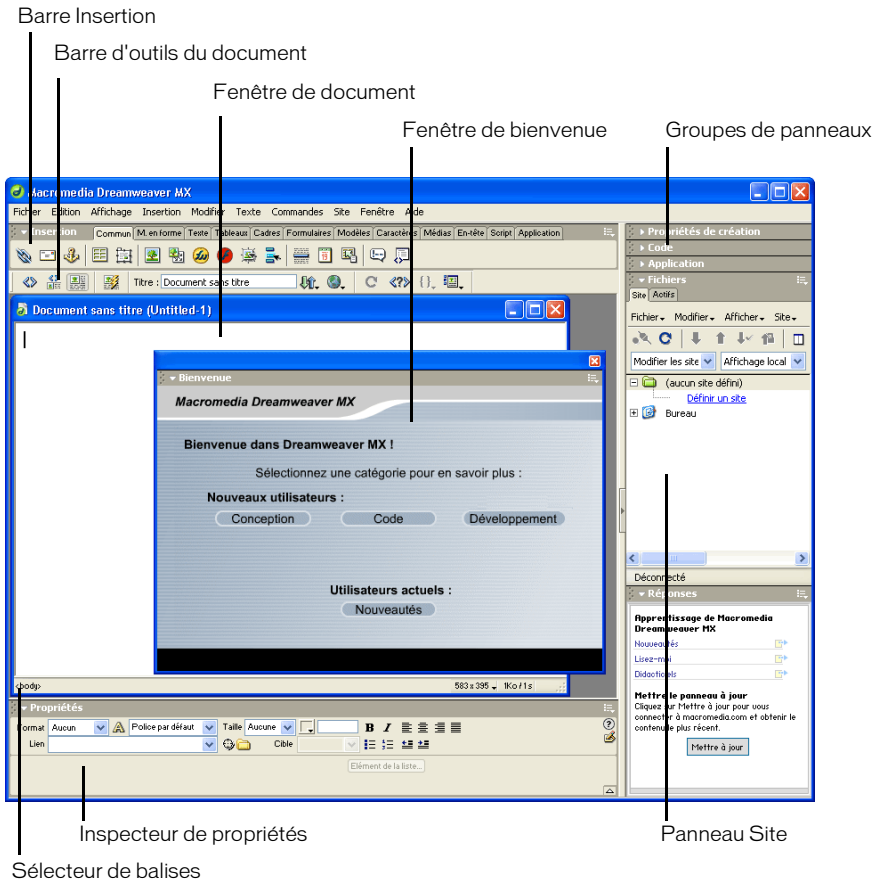 Barre Insertion
Barre d'outils du document
Fenêtre de document
Fenêtre de bienvenue
Groupes de panneaux
Macromedia Dreamweaver MX
Fichier Edition Affichage Insertion Modifier Texte Commandes Site Fenêtre Aide
Insertion Commun M. en forme Texte Tableaux Cadres Formulaires Modèles Caractères Médias En-tête Script Application
Titre : Document sans titre
Document sans titre (Untitled-1)
Bienvenue
Macromedia Dreamweaver MX
Bienvenue dans Dreamweaver MX !
Sélectionnez une catégorie pour en savoir plus :
Nouveaux utilisateurs :
Conception Code Développement
Utilisateurs actuels :
Nouveautés
<body> 583 x 395 1Ko / 1 s
Propriétés
Format Aucun Police par défaut Taille Aucune B I
Lien Cible
Elément de la liste...
Propriétés de création
Code
Application
Fichiers
Site Actifs
Fichier Modifier Afficher Site
Modifier les site Affichage local
(aucun site défini)
Définir un site
Bureau
Déconnecté
Réponses
Apprentissage de Macromedia
Dreamweaver MX
Nouveautés
Lisez-moi
Didacticiels
Mettre le panneau à jour
Cliquez sur Mettre à jour pour vous
connecter à macromedia.com et obtenir le
contenu le plus récent.
Mettre à jour
Inspecteur de propriétés
Panneau Site
Sélecteur de balises